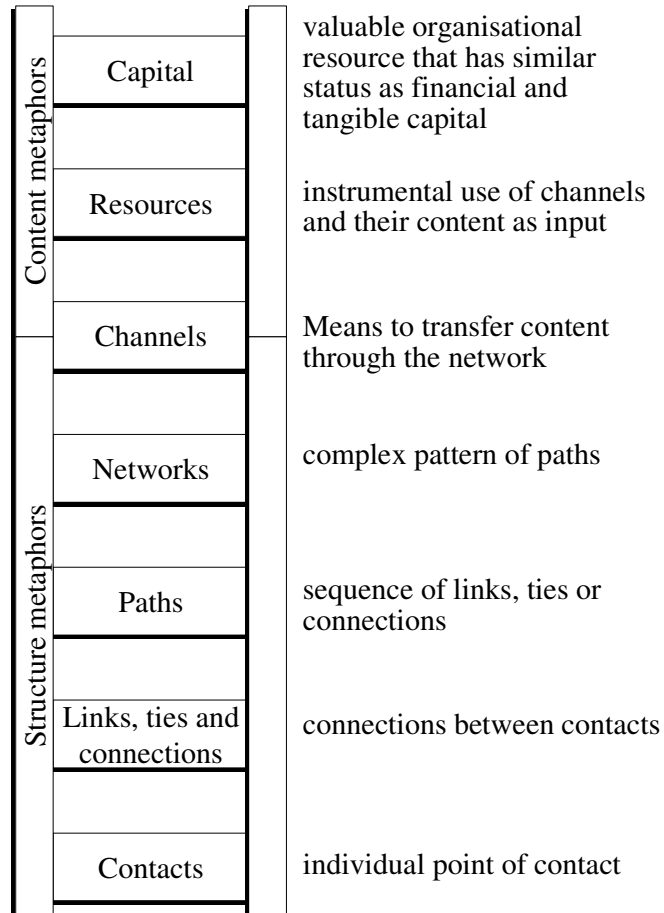 Content metaphors
Structure metaphors
Capital
valuable organisational
resource that has similar
status as financial and
tangible capital
Resources
instrumental use of channels
and their content as input
Channels
Means to transfer content
through the network
Networks
complex pattern of paths
Paths
sequence of links, ties or
connections
Links, ties and
connections
connections between contacts
Contacts
individual point of contact